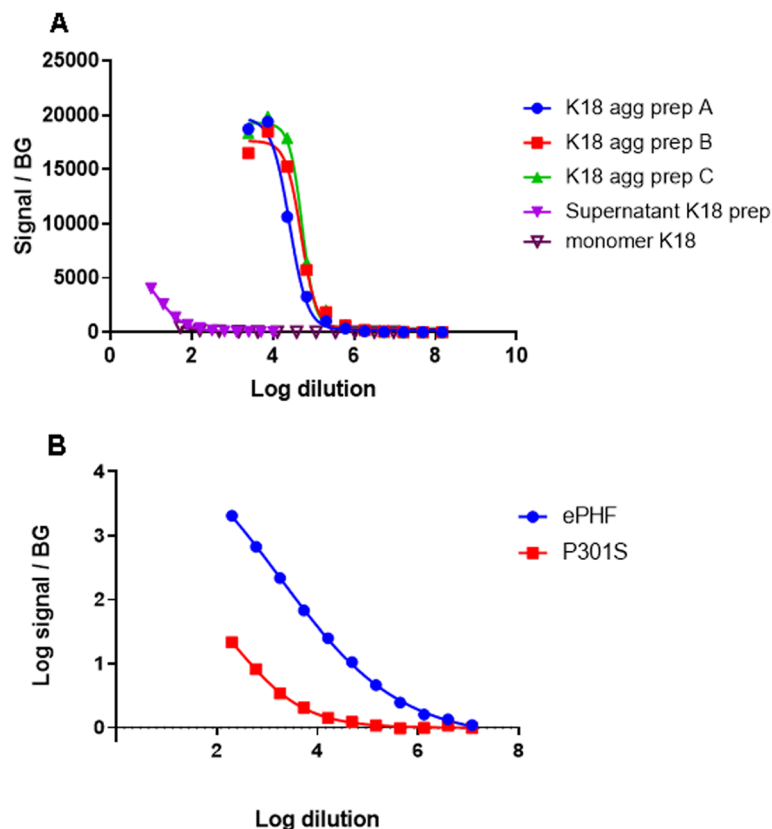 A
25000
20000
15000
10000
5000
0
Signal / BG
0 2 4 6 8 10
Log dilution
K18 agg prep A
K18 agg prep B
K18 agg prep C
Supernatant K18 prep
monomer K18
B
4
3
2
1
0
Log signal / BG
2 4 6 8
Log dilution
ePHF
P301S